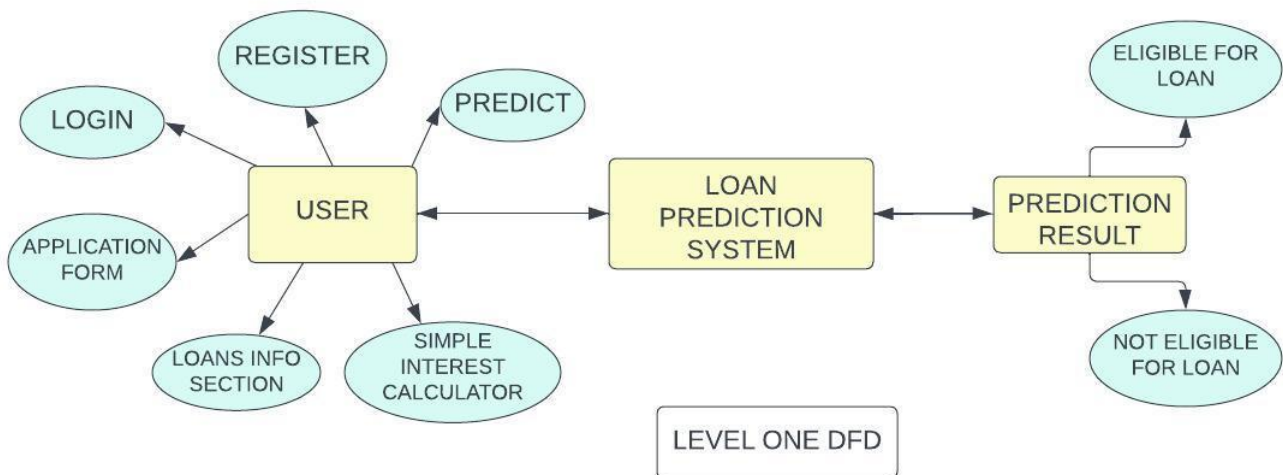 REGISTER
ELIGIBLE FOR
LOAN
LOGIN
PREDICT
USER
LOAN
PREDICTION
SYSTEM
PREDICTION
RESULT
APPLICATION
FORM
LOANS INFO
SECTION
SIMPLE
INTEREST
CALCULATOR
NOT ELIGIBLE
FOR LOAN
LEVEL ONE DFD